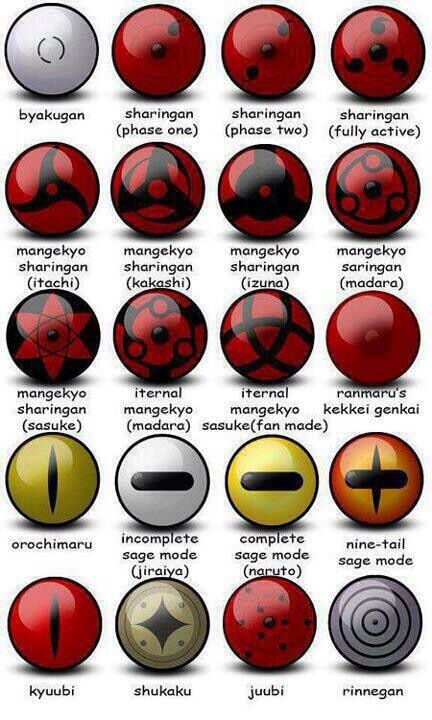 byakugan
sharingan
(phase one)
sharingan
(phase two)
sharingan
(fully active)
mangekyo
sharingan
(itachi)
mangekyo
sharingan
(kakashi)
mangekyo
sharingan
(izuna)
mangekyo
saringan
(madara)
mangekyo
sharingan
(sasuke)
iternal
mangekyo
(madara)
iternal
mangekyo
sasuke(fan made)
ranmaru's
kekkei genkai
orochimaru
incomplete
sage mode
(jiraiya)
complete
sage mode
(naruto)
nine-tail
sage mode
kyuubi
shukaku
juubi
rinnegan